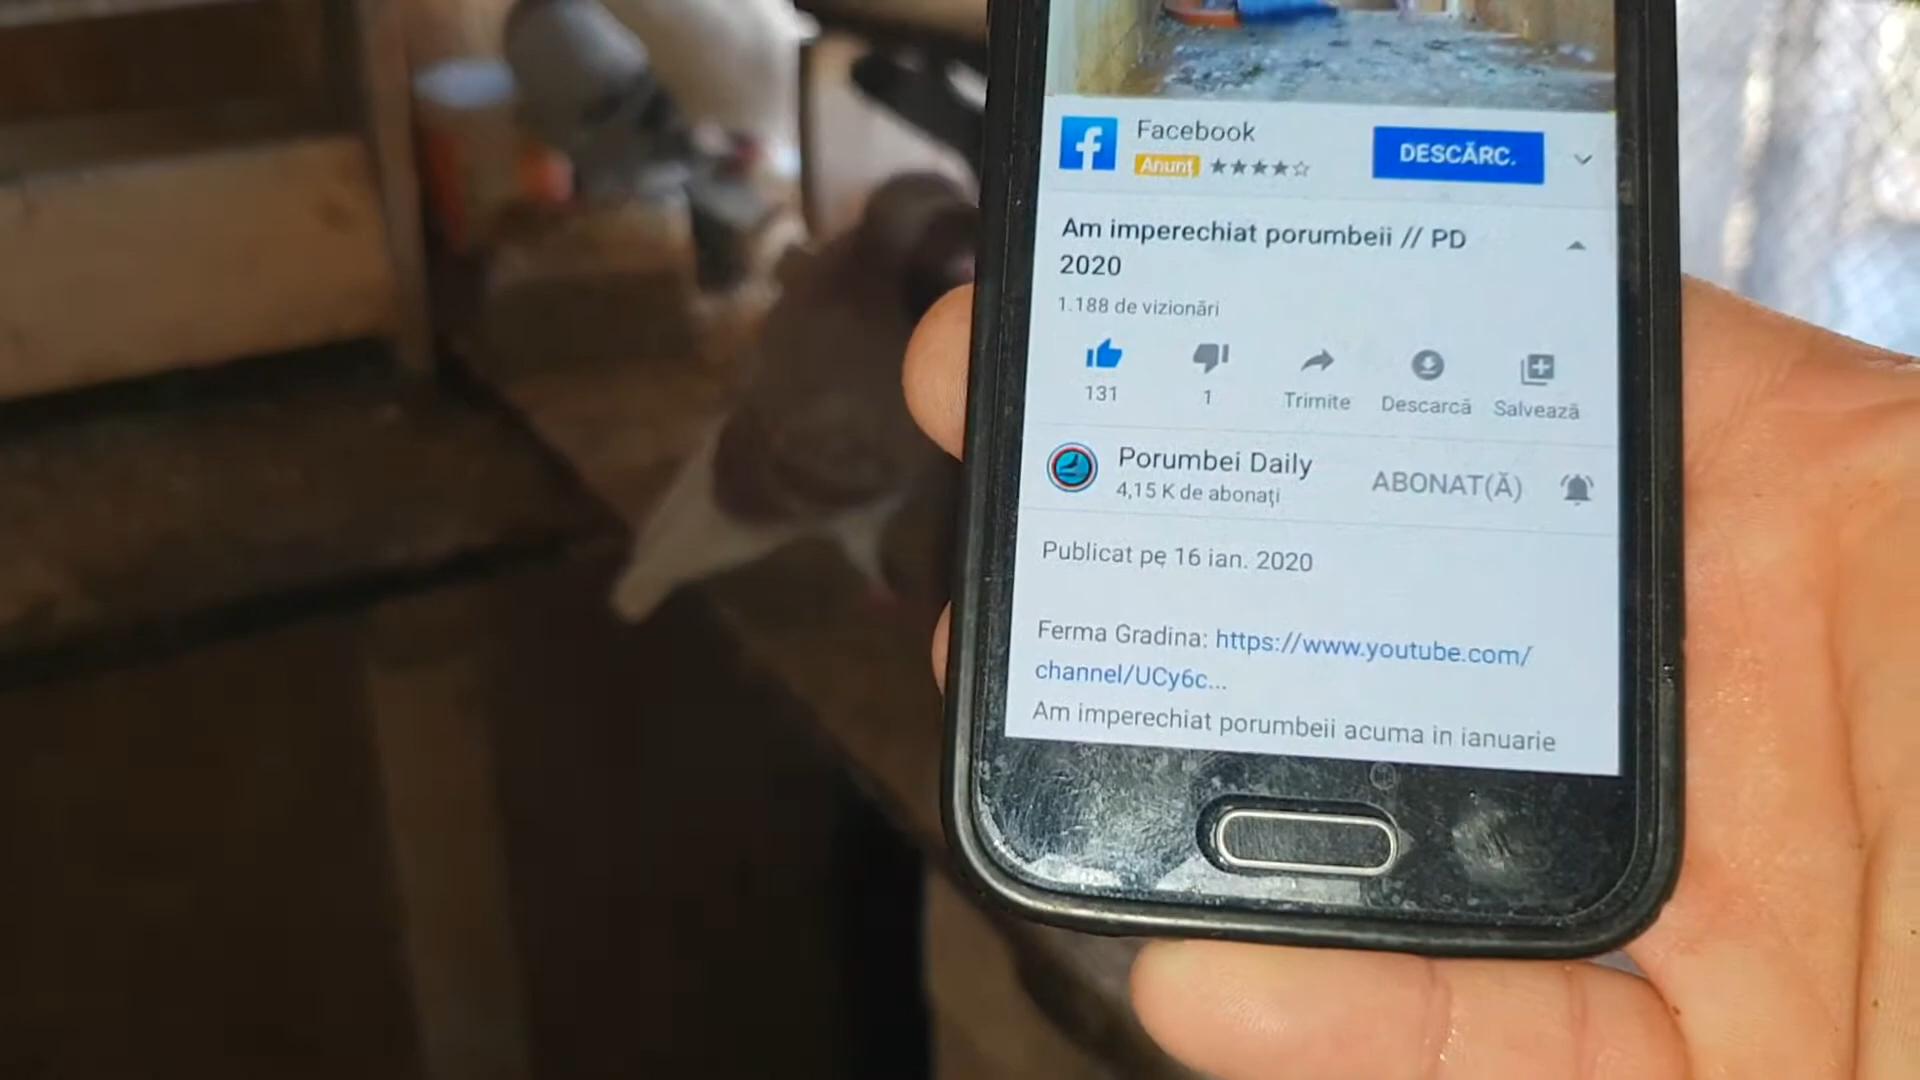 Facebook
Anunț
DESCĂRC.
Am imperechiat porumbeii // PD
2020
1.188 de vizionări
131
1
Trimite
Descarcă
Salvează
Porumbei Daily
4,15 K de abonați
ABONAT(Ă)
Publicat pe 16 ian. 2020
Ferma Gradina: https://www.youtube.com/
channel/UCy6c...
Am imperechiat porumbeii acuma in ianuarie